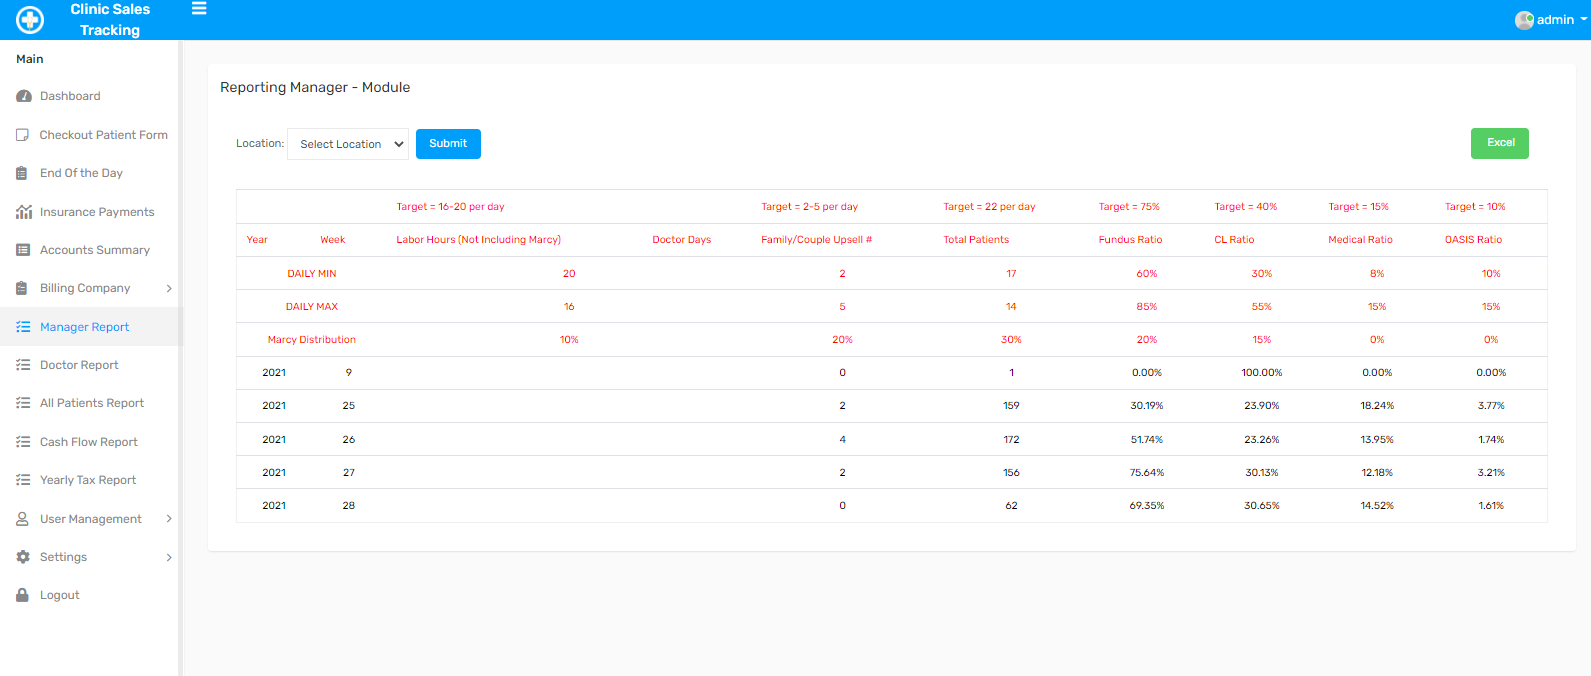 Clinic Sales
Tracking
admin
Main
Dashboard
Checkout Patient Form
End Of the Day
Insurance Payments
Accounts Summary
Billing Company
Manager Report
Doctor Report
All Patients Report
Cash Flow Report
Yearly Tax Report
User Management
Settings
Logout
Reporting Manager - Module
Location: Select Location Submit Excel
Target = 16-20 per day Target = 2-5 per day Target = 22 per day Target = 75% Target = 40% Target = 15% Target = 10%
Year Week Labor Hours (Not Including Marcy) Doctor Days Family/Couple Upsell # Total Patients Fundus Ratio CL Ratio Medical Ratio OASIS Ratio
DAILY MIN 20 2 17 60% 30% 8% 10%
DAILY MAX 16 5 14 85% 55% 15% 15%
Marcy Distribution 10% 20% 30% 20% 15% 0% 0%
2021 9 0 1 0.00% 100.00% 0.00% 0.00%
2021 25 2 159 30.19% 23.90% 18.24% 3.77%
2021 26 4 172 51.74% 23.26% 13.95% 1.74%
2021 27 2 156 75.64% 30.13% 12.18% 3.21%
2021 28 0 62 69.35% 30.65% 14.52% 1.61%